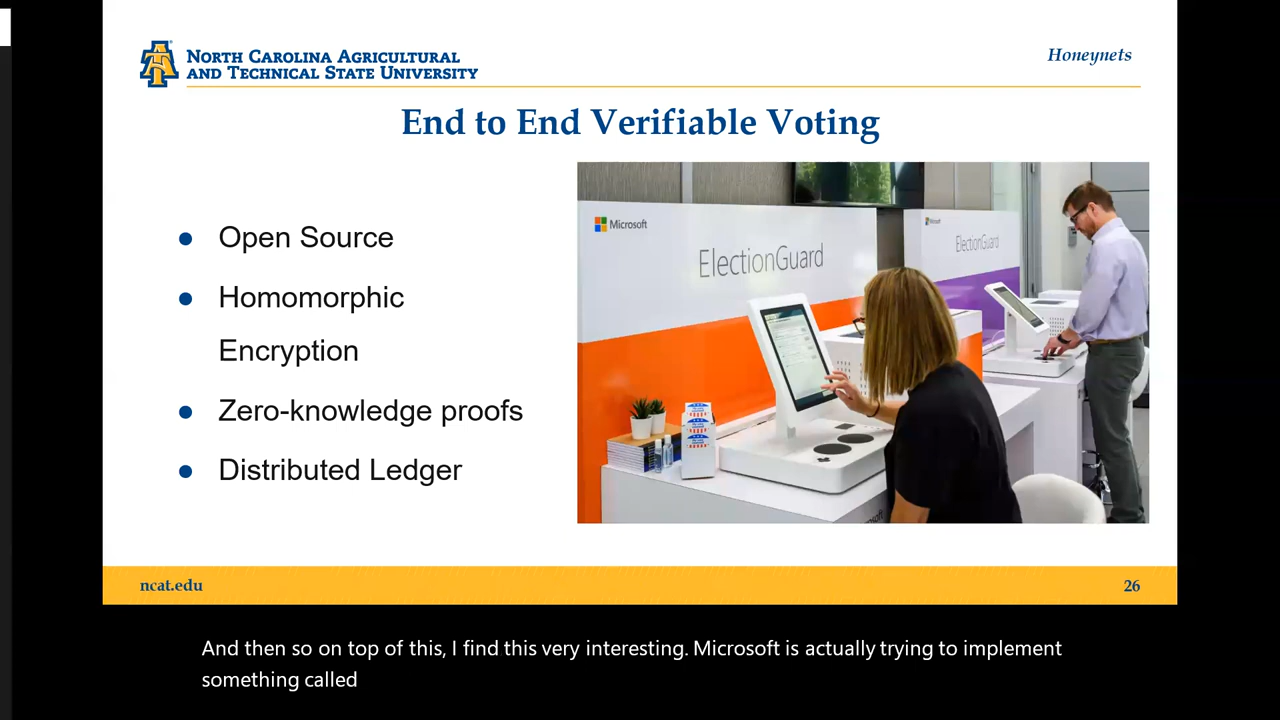 NORTH CAROLINA AGRICULTURAL
AND TECHNICAL STATE UNIVERSITY
Honeynets
End to End Verifiable Voting
● Open Source
● Homomorphic
Encryption
● Zero-knowledge proofs
● Distributed Ledger
Microsoft
ElectionGuard
Microsoft
ElectionGuard
ncat.edu
26
And then so on top of this, I find this very interesting. Microsoft is actually trying to implement
something called